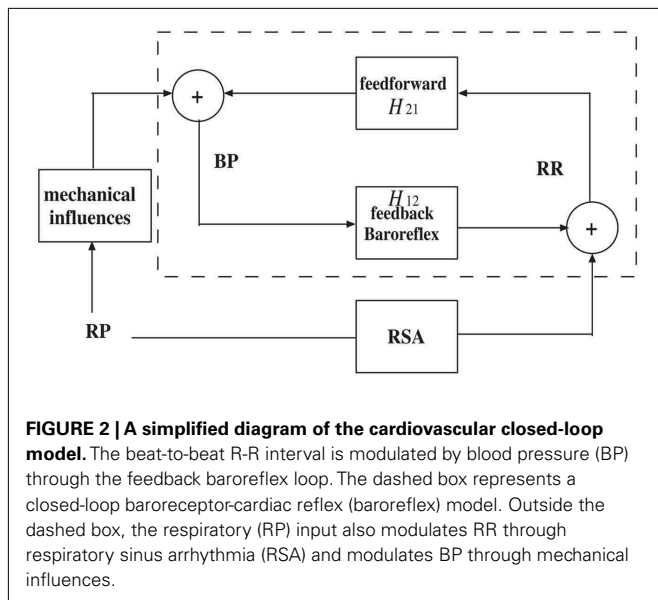 feedforward
H21
+
BP
RR
mechanical
influences
H12
feedback
Baroreflex
+
RP
RSA
FIGURE 2 | A simplified diagram of the cardiovascular closed-loop
model. The beat-to-beat R-R interval is modulated by blood pressure (BP)
through the feedback baroreflex loop. The dashed box represents a
closed-loop baroreceptor-cardiac reflex (baroreflex) model. Outside the
dashed box, the respiratory (RP) input also modulates RR through
respiratory sinus arrhythmia (RSA) and modulates BP through mechanical
influences.